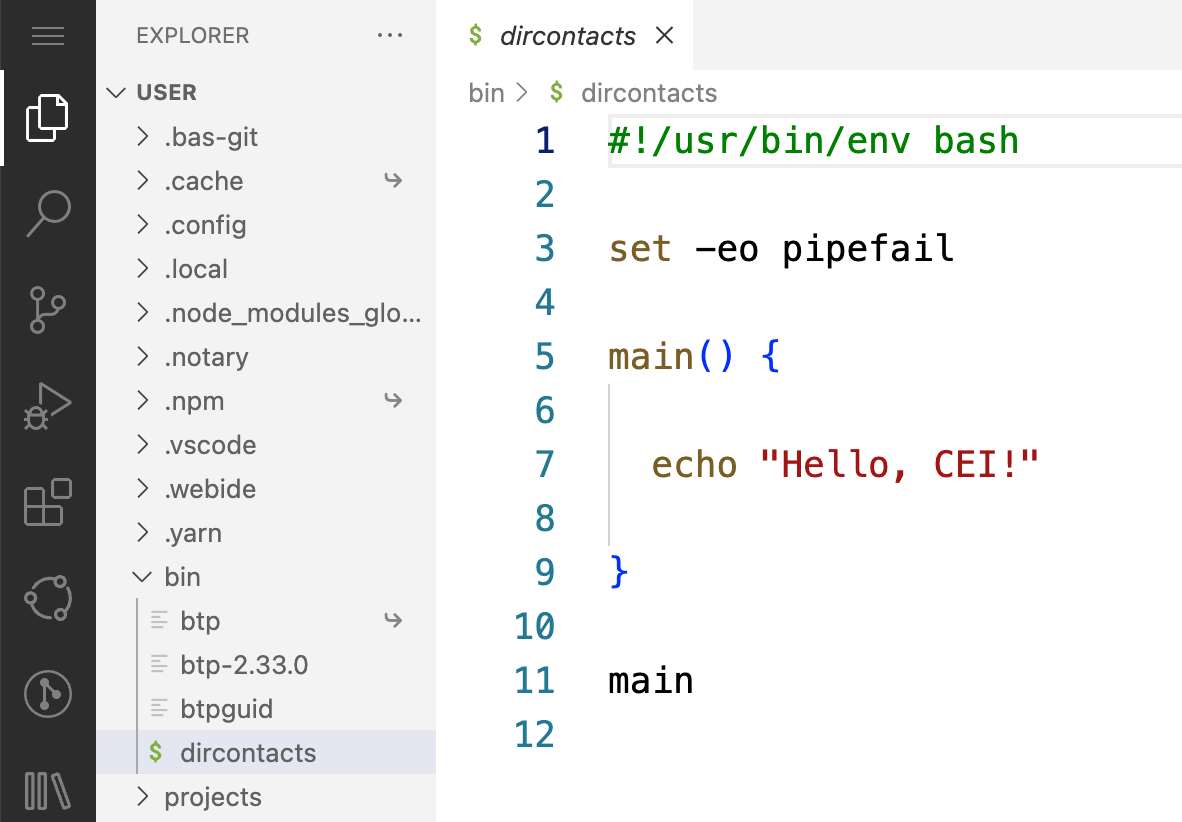 EXPLORER ...
USER
.bas-git
.cache
.config
.local
.node_modules_glo...
.notary
.npm
.vscode
.webide
.yarn
bin
btp
btp-2.33.0
btpguid
$ dircontacts
projects
$ dircontacts
bin > $ dircontacts
1 #!/usr/bin/env bash
2
3 set -eo pipefail
4
5 main() {
6
7   echo "Hello, CEI!"
8
9 }
10
11 main
12